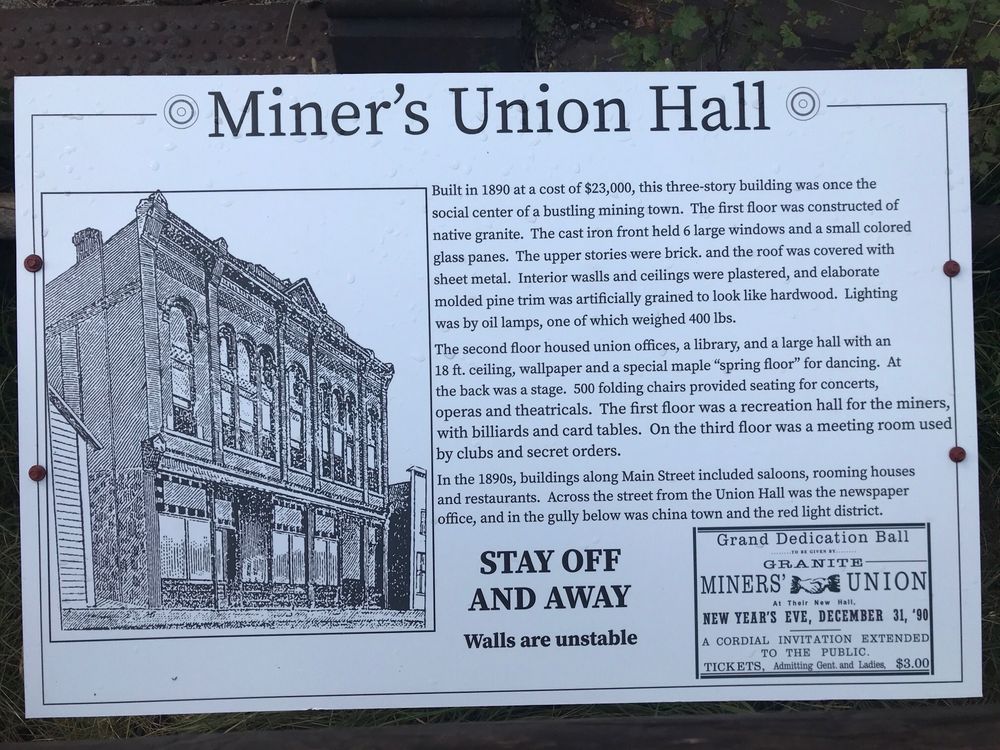 Miner's Union Hall
Built in 1890 at a cost of $23,000, this three-story building was once the
social center of a bustling mining town. The first floor was constructed of
native granite. The cast iron front held 6 large windows and a small colored
glass panes. The upper stories were brick. and the roof was covered with
sheet metal. Interior waslls and ceilings were plastered, and elaborate
molded pine trim was artificially grained to look like hardwood. Lighting
was by oil lamps, one of which weighed 400 lbs.
The second floor housed union offices, a library, and a large hall with an
18 ft. ceiling, wallpaper and a special maple “spring floor” for dancing. At
the back was a stage. 500 folding chairs provided seating for concerts,
operas and theatricals. The first floor was a recreation hall for the miners,
with billiards and card tables. On the third floor was a meeting room used
by clubs and secret orders.
In the 1890s, buildings along Main Street included saloons, rooming houses
and restaurants. Across the street from the Union Hall was the newspaper
office, and in the gully below was china town and the red light district.
STAY OFF
AND AWAY
Walls are unstable
Grand Dedication Ball
........TO BE GIVEN BY........
GRANITE
MINERS' UNION
At Their New Hall,
NEW YEAR'S EVE, DECEMBER 31, '90
A CORDIAL INVITATION EXTENDED
TO THE PUBLIC.
TICKETS, Admitting Gent. and Ladies, $3.00